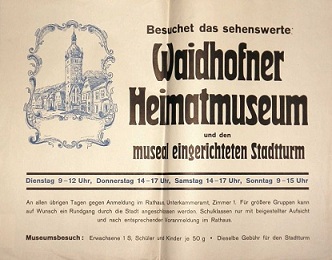 Besuchet das sehenswerte:
Waidhofner
Heimatmuseum
und den
museal eingerichteten Stadtturm
Dienstag 9–12 Uhr, Donnerstag 14–17 Uhr, Samstag 14–17 Uhr, Sonntag 9–15 Uhr
An allen übrigen Tagen gegen Anmeldung im Rathaus, Unterkammeramt, Zimmer 1. Für größere Gruppen kann
auf Wunsch ein Rundgang durch die Stadt angeschlossen werden. Schulklassen nur mit beigestellter Aufsicht
und nach entsprechender Voranmeldung im Rathaus.
Museumsbesuch: Erwachsene 1 S, Schüler und Kinder je 50 g • Dieselbe Gebühr für den Stadtturm